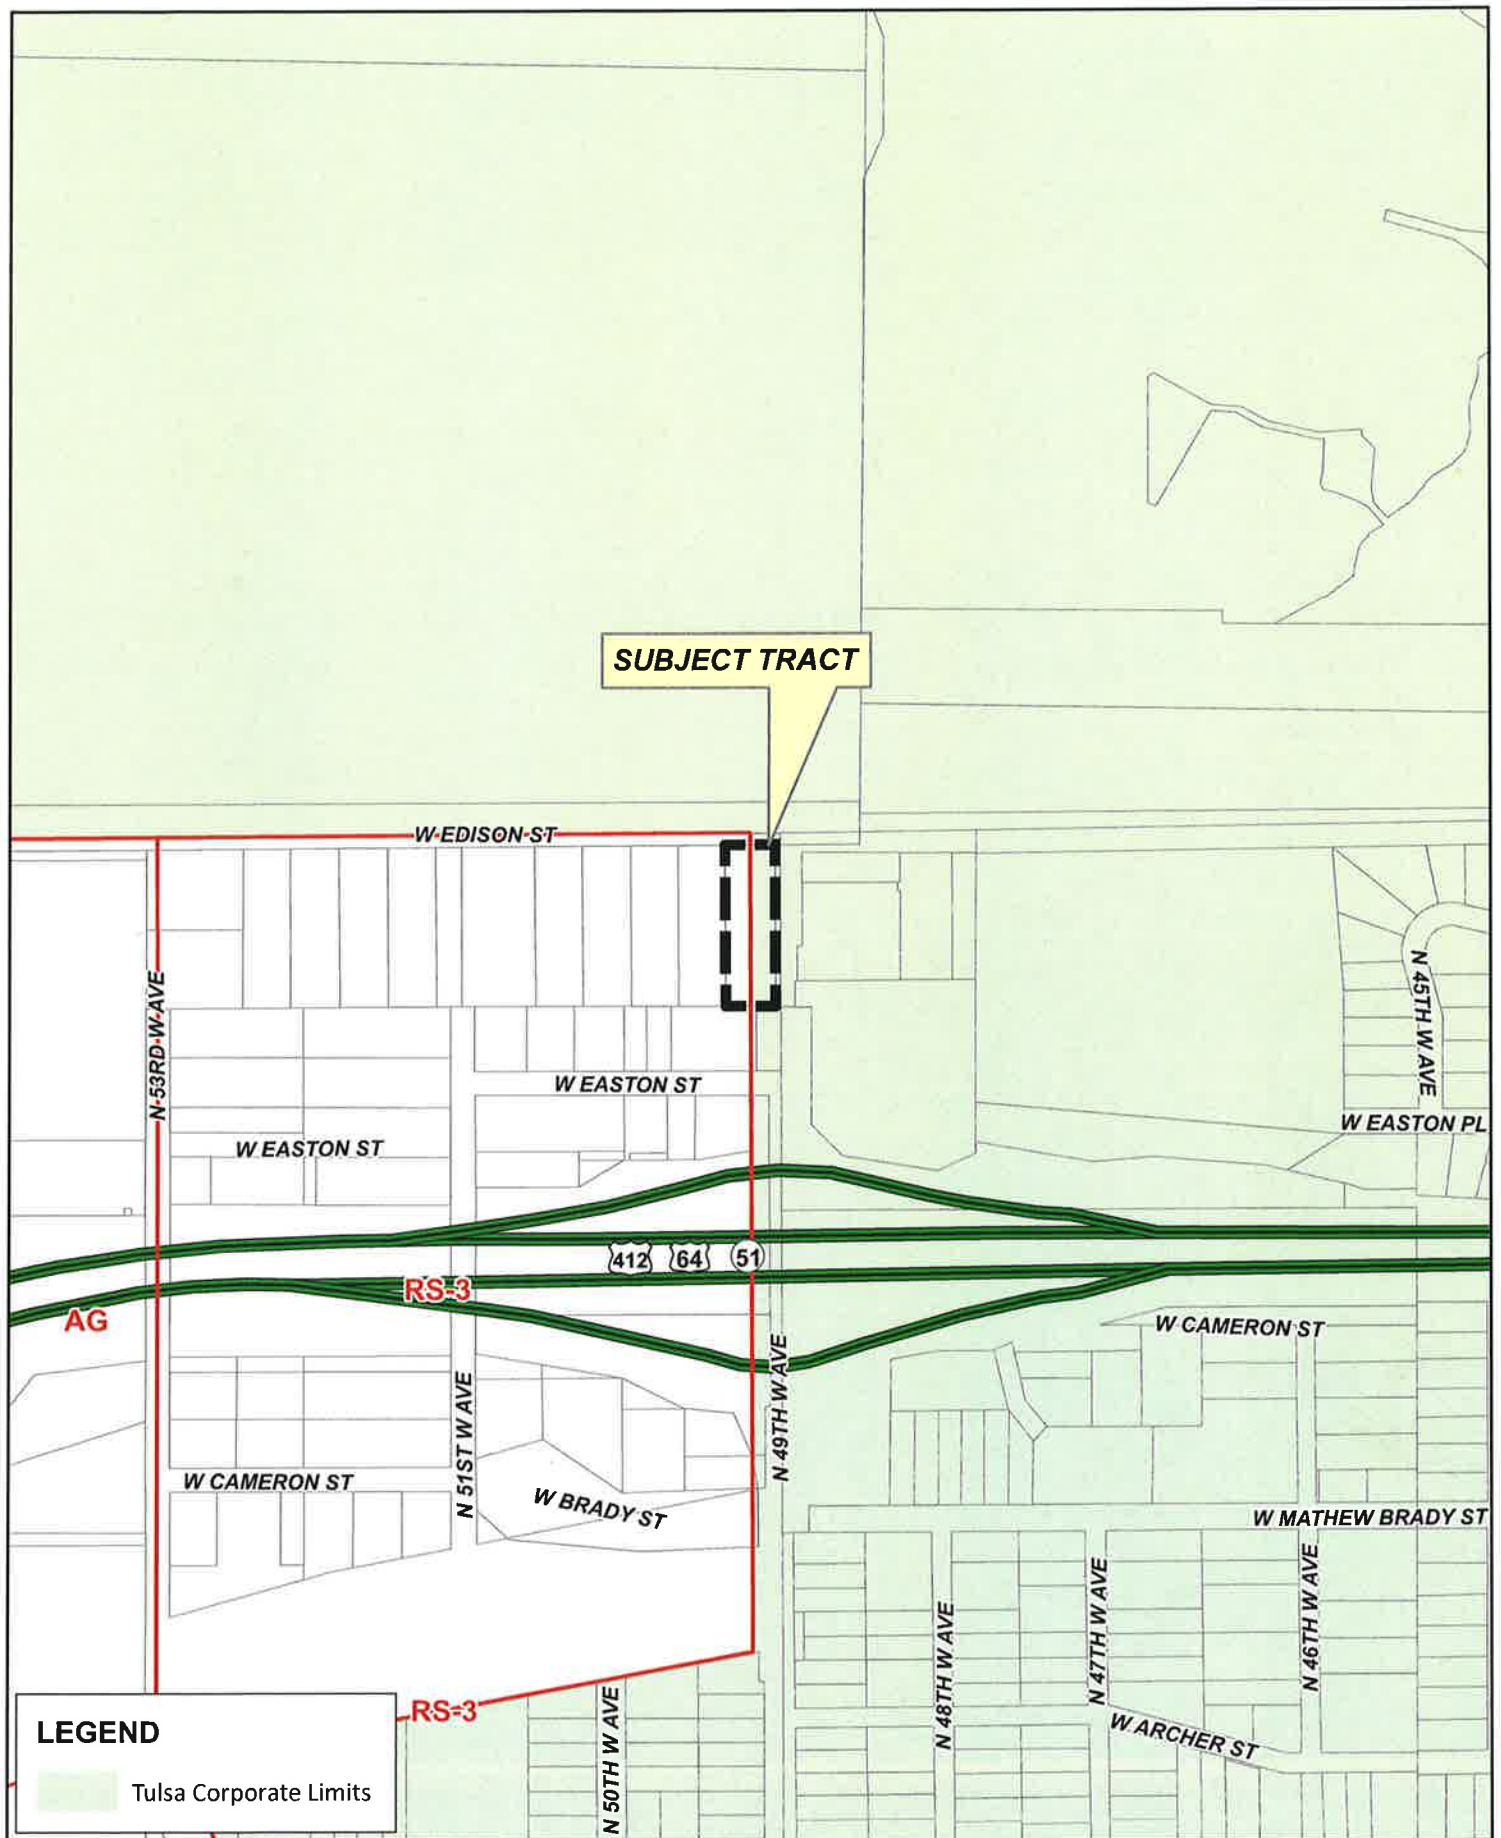 SUBJECT TRACT
W EDISON ST
N 53RD W AVE
N 45TH W AVE
W EASTON ST
W EASTON PL
W EASTON ST
412
64
51
RS-3
AG
W CAMERON ST
N 49TH W AVE
N 51ST W AVE
W CAMERON ST
W BRADY ST
W MATHEW BRADY ST
N 48TH W AVE
N 47TH W AVE
N 46TH W AVE
RS-3
N 50TH W AVE
W ARCHER ST
LEGEND
Tulsa Corporate Limits